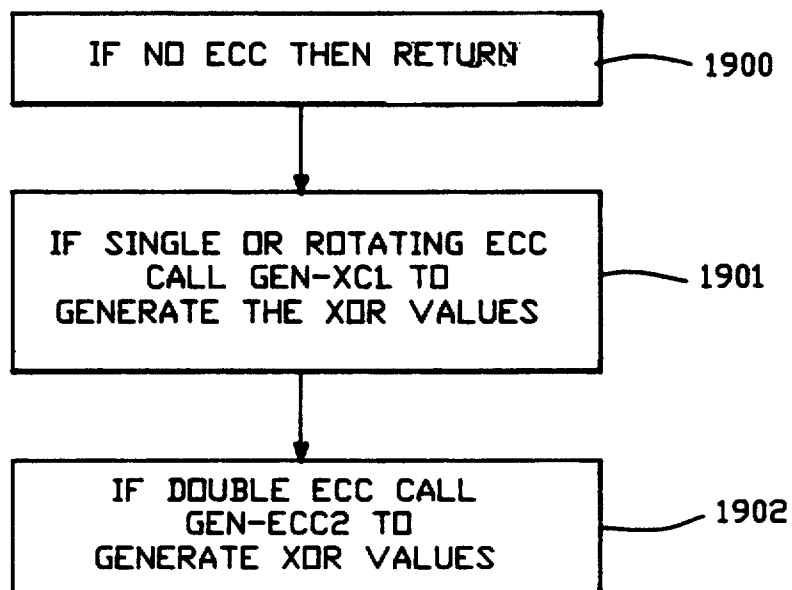 IF NO ECC THEN RETURN
1900
IF SINGLE OR ROTATING ECC
CALL GEN-XC1 TO
GENERATE THE XOR VALUES
1901
IF DOUBLE ECC CALL
GEN-ECC2 TO
GENERATE XOR VALUES
1902